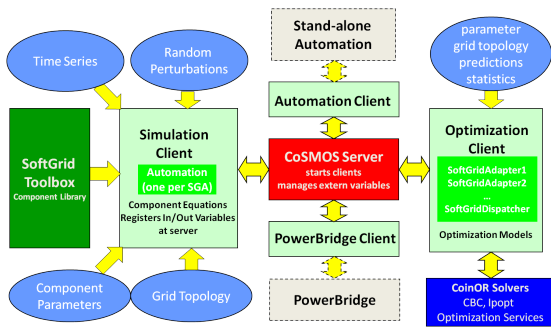 Time Series
Random
Perturbations
Stand-alone
Automation
parameter
grid topology
predictions
statistics
Automation Client
SoftGrid
Toolbox
Component Library
Simulation
Client
Automation
(one per SGA)
Component Equations
Registers In/Out Variables
at server
CoSMOS Server
starts clients
manages extern variables
Optimization
Client
SoftGridAdapter1
SoftGridAdapter2
...
SoftGridDispatcher
Optimization Models
PowerBridge Client
Component
Parameters
Grid Topology
PowerBridge
CoinOR Solvers
CBC, Ipopt
Optimization Services